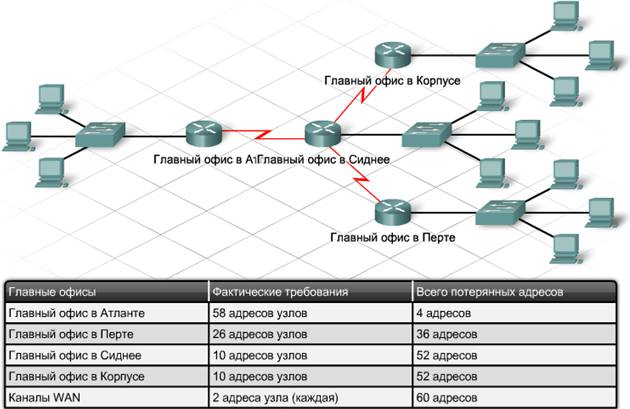 Главный офис в Корпусе
Главный офис в Ат
Главный офис в Сиднее
Главный офис в Перте
Главные офисы Фактические требования Всего потерянных адресов
Главный офис в Атланте 58 адресов узлов 4 адресов
Главный офис в Перте 26 адресов узлов 36 адресов
Главный офис в Сиднее 10 адресов узлов 52 адресов
Главный офис в Корпусе 10 адресов узлов 52 адресов
Каналы WAN 2 адреса узла (каждая) 60 адресов